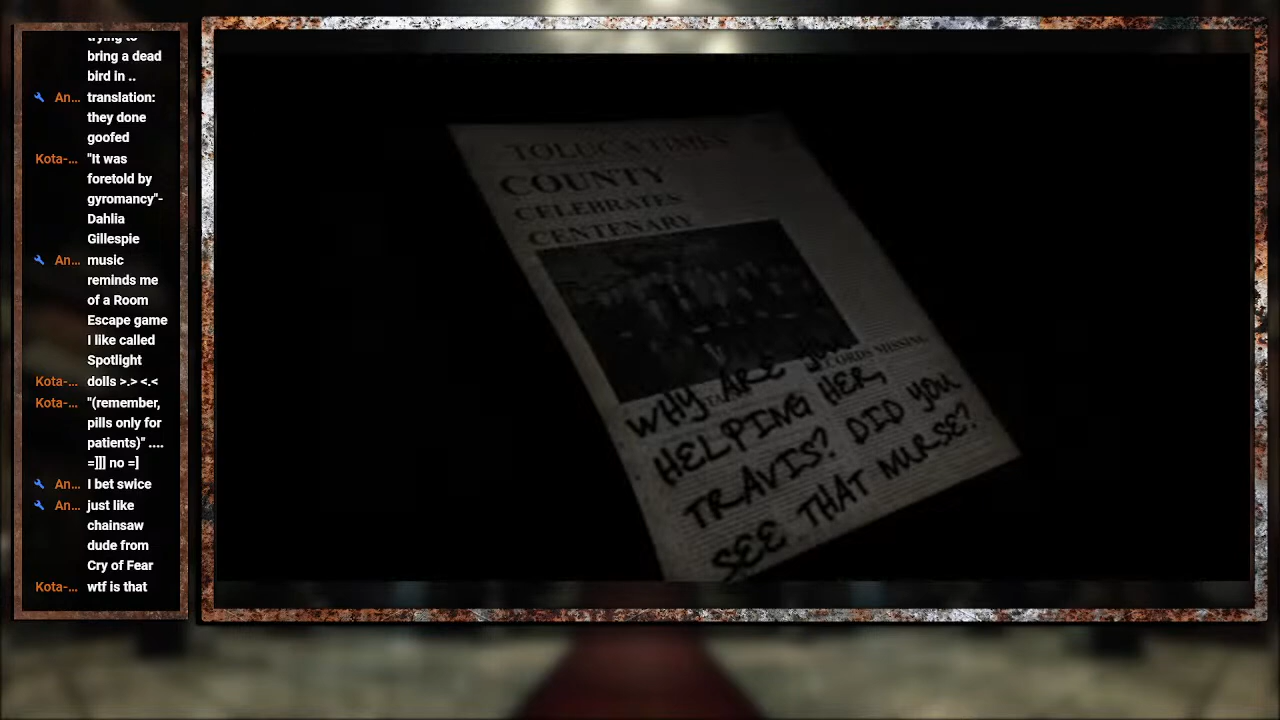 trying to
bring a dead
bird in ..
An... translation:
they done
goofed
Kota-... "It was
foretold by
gyromancy"-
Dahlia
Gillespie
An... music
reminds me
of a Room
Escape game
I like called
Spotlight
Kota-... dolls >.> <.<
Kota-... "(remember,
pills only for
patients)" ....
=]]] no =]
An... I bet swice
An... just like
chainsaw
dude from
Cry of Fear
Kota-... wtf is that
TOLUCA TIMES
COUNTY
CELEBRATES
CENTENARY
RECORDS MISSING
WHY ARE YOU
HELPING HER,
TRAVIS? DID YOU
SEE THAT NURSE?